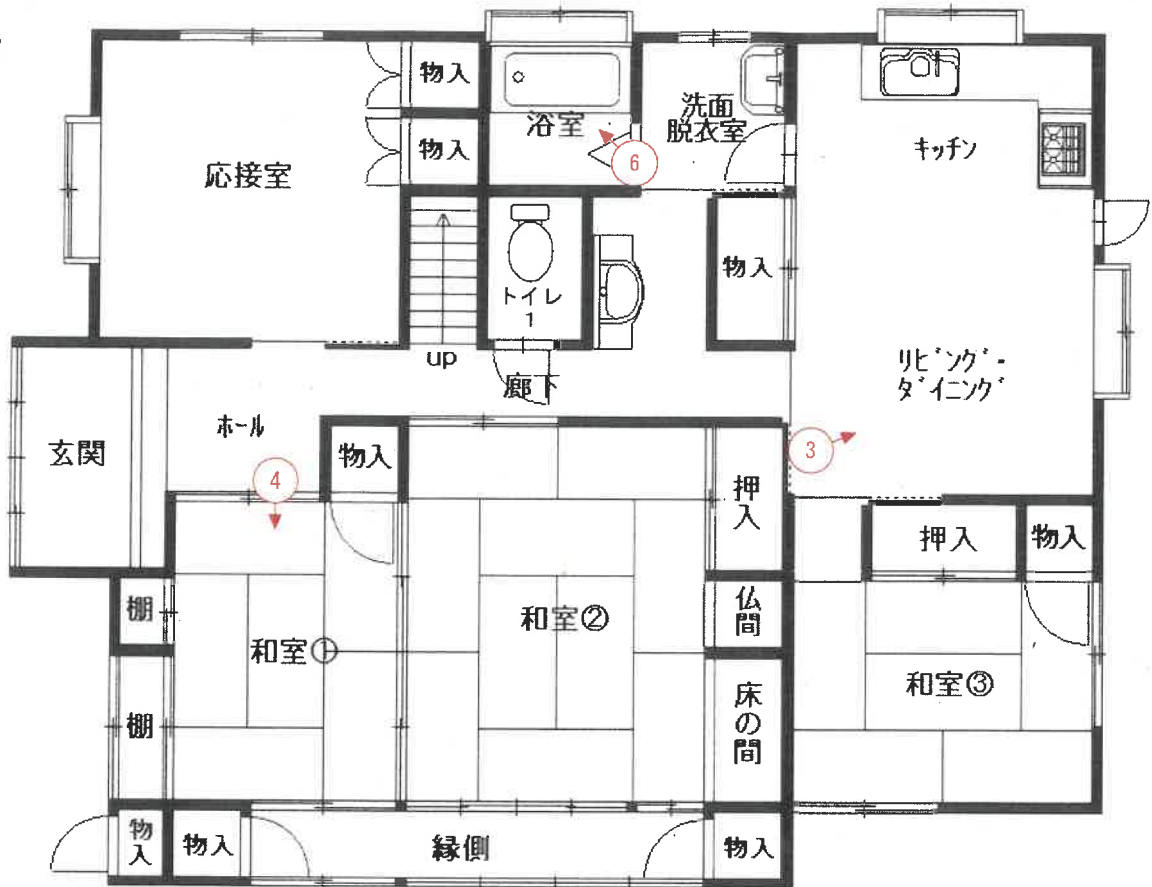 物入
物入
応接室
浴室
洗面
脱衣室
6
キッチン
物入
トイレ
1
up
廊下
リビング・
ダイニング
ホール
玄関
物入
3
4
押入
押入
物入
棚
和室①
和室②
仏間
和室③
棚
床の間
物入
物入
縁側
物入